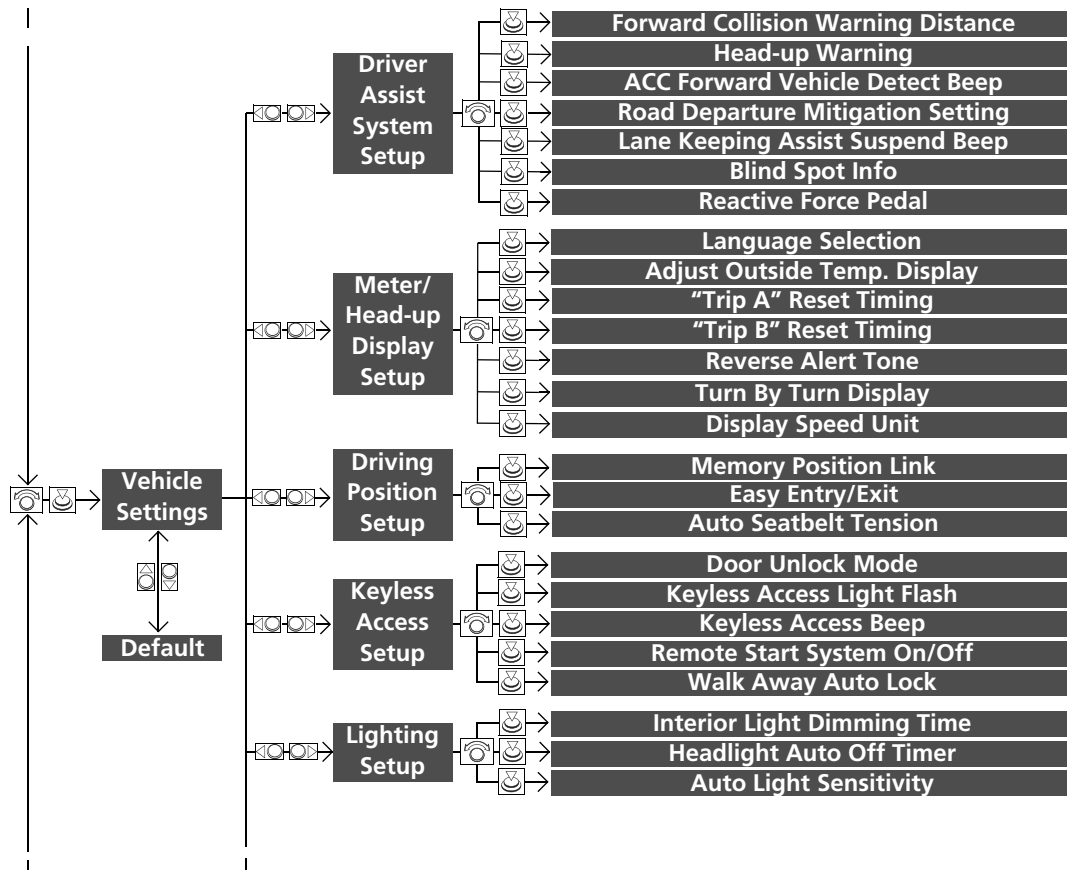 Vehicle
Settings
Default
Driver
Assist
System
Setup
Forward Collision Warning Distance
Head-up Warning
ACC Forward Vehicle Detect Beep
Road Departure Mitigation Setting
Lane Keeping Assist Suspend Beep
Blind Spot Info
Reactive Force Pedal
Meter/
Head-up
Display
Setup
Language Selection
Adjust Outside Temp. Display
“Trip A” Reset Timing
“Trip B” Reset Timing
Reverse Alert Tone
Turn By Turn Display
Display Speed Unit
Driving
Position
Setup
Memory Position Link
Easy Entry/Exit
Auto Seatbelt Tension
Keyless
Access
Setup
Door Unlock Mode
Keyless Access Light Flash
Keyless Access Beep
Remote Start System On/Off
Walk Away Auto Lock
Lighting
Setup
Interior Light Dimming Time
Headlight Auto Off Timer
Auto Light Sensitivity